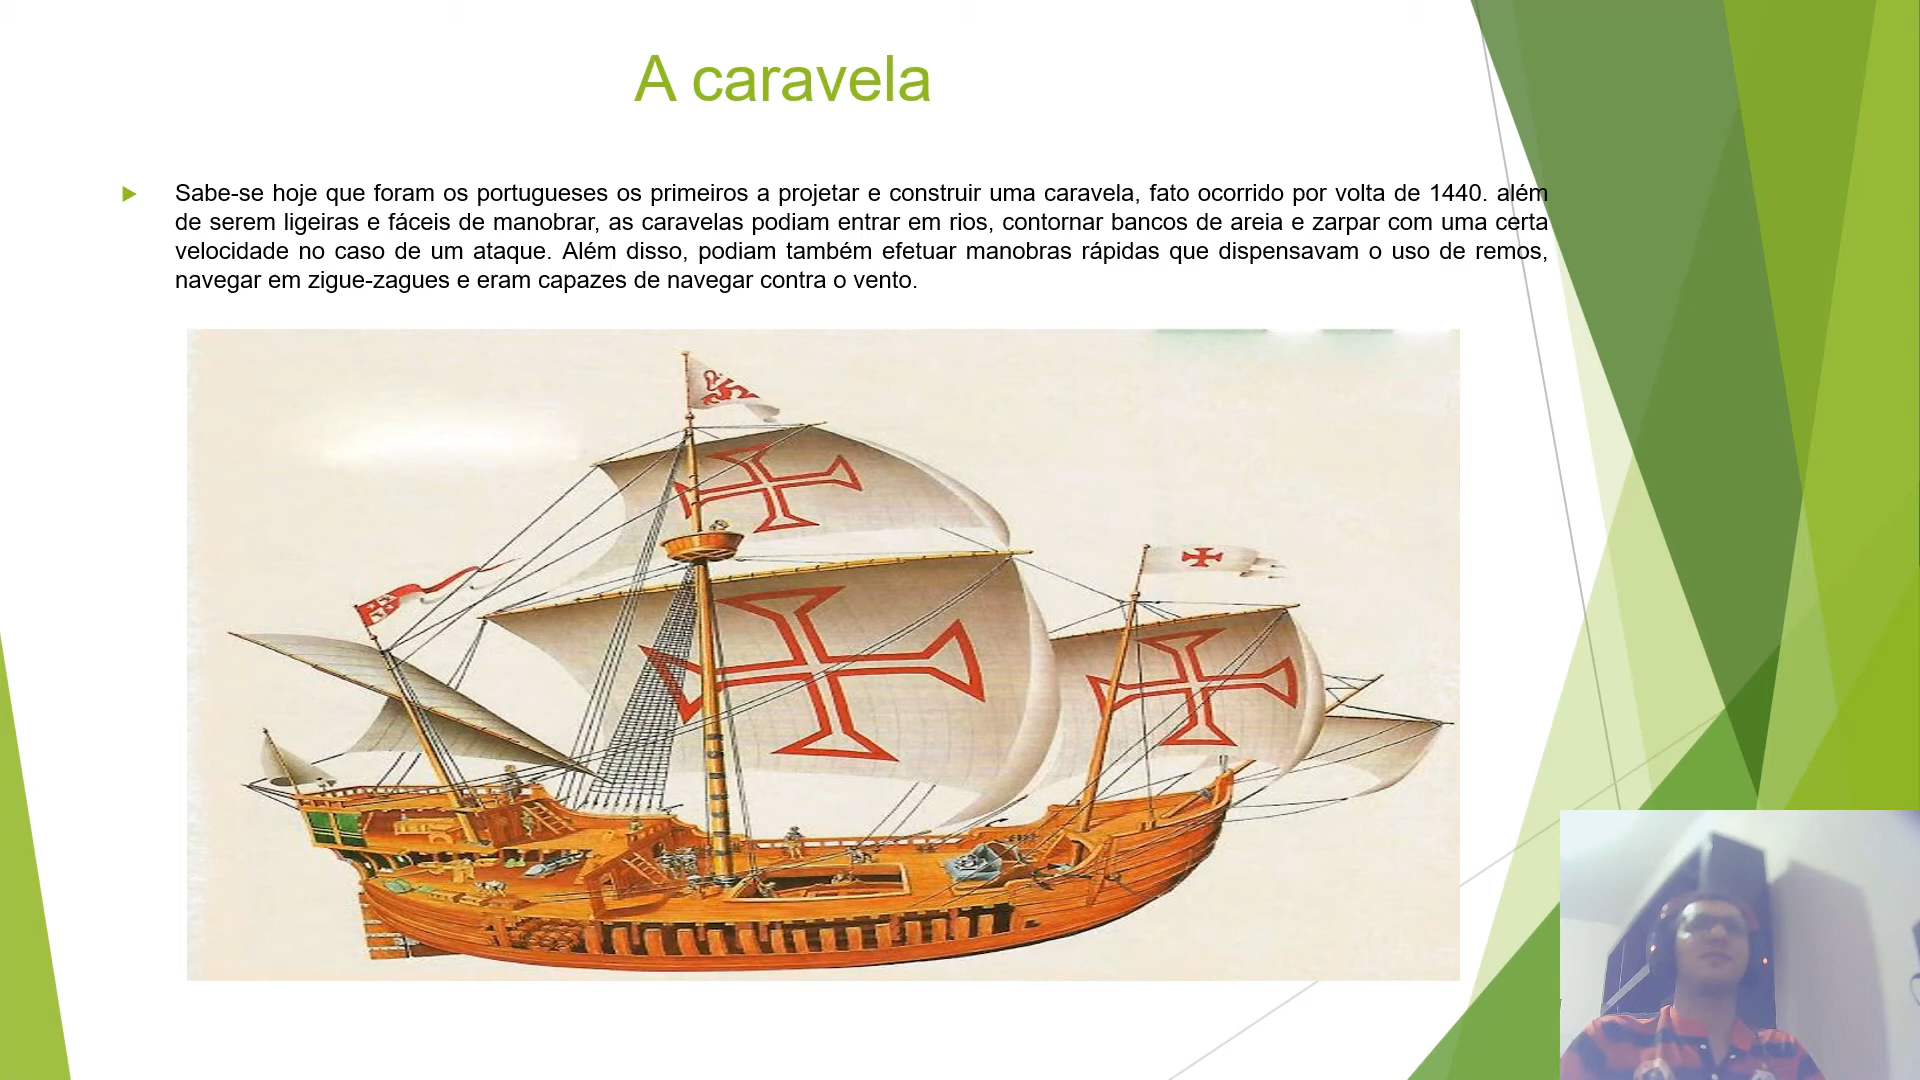 A caravela
Sabe-se hoje que foram os portugueses os primeiros a projetar e construir uma caravela, fato ocorrido por volta de 1440. além
de serem ligeiras e fáceis de manobrar, as caravelas podiam entrar em rios, contornar bancos de areia e zarpar com uma certa
velocidade no caso de um ataque. Além disso, podiam também efetuar manobras rápidas que dispensavam o uso de remos,
navegar em zigue-zagues e eram capazes de navegar contra o vento.